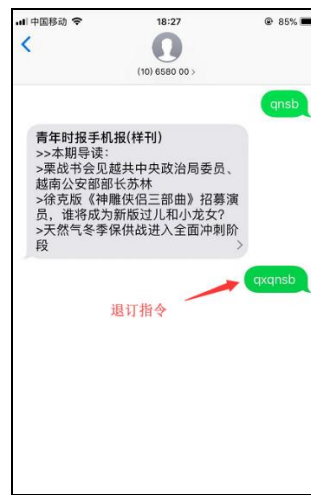 中国移动 18:27 85%
(10) 6580 00 >
qnsb
青年时报手机报(样刊)
>>本期导读：
>栗战书会见越共中央政治局委员、
越南公安部部长苏林
>徐克版《神雕侠侣三部曲》招募演
员，谁将成为新版过儿和小龙女？
>天然气冬季保供战进入全面冲刺阶
段
qxqnsb
退订指令